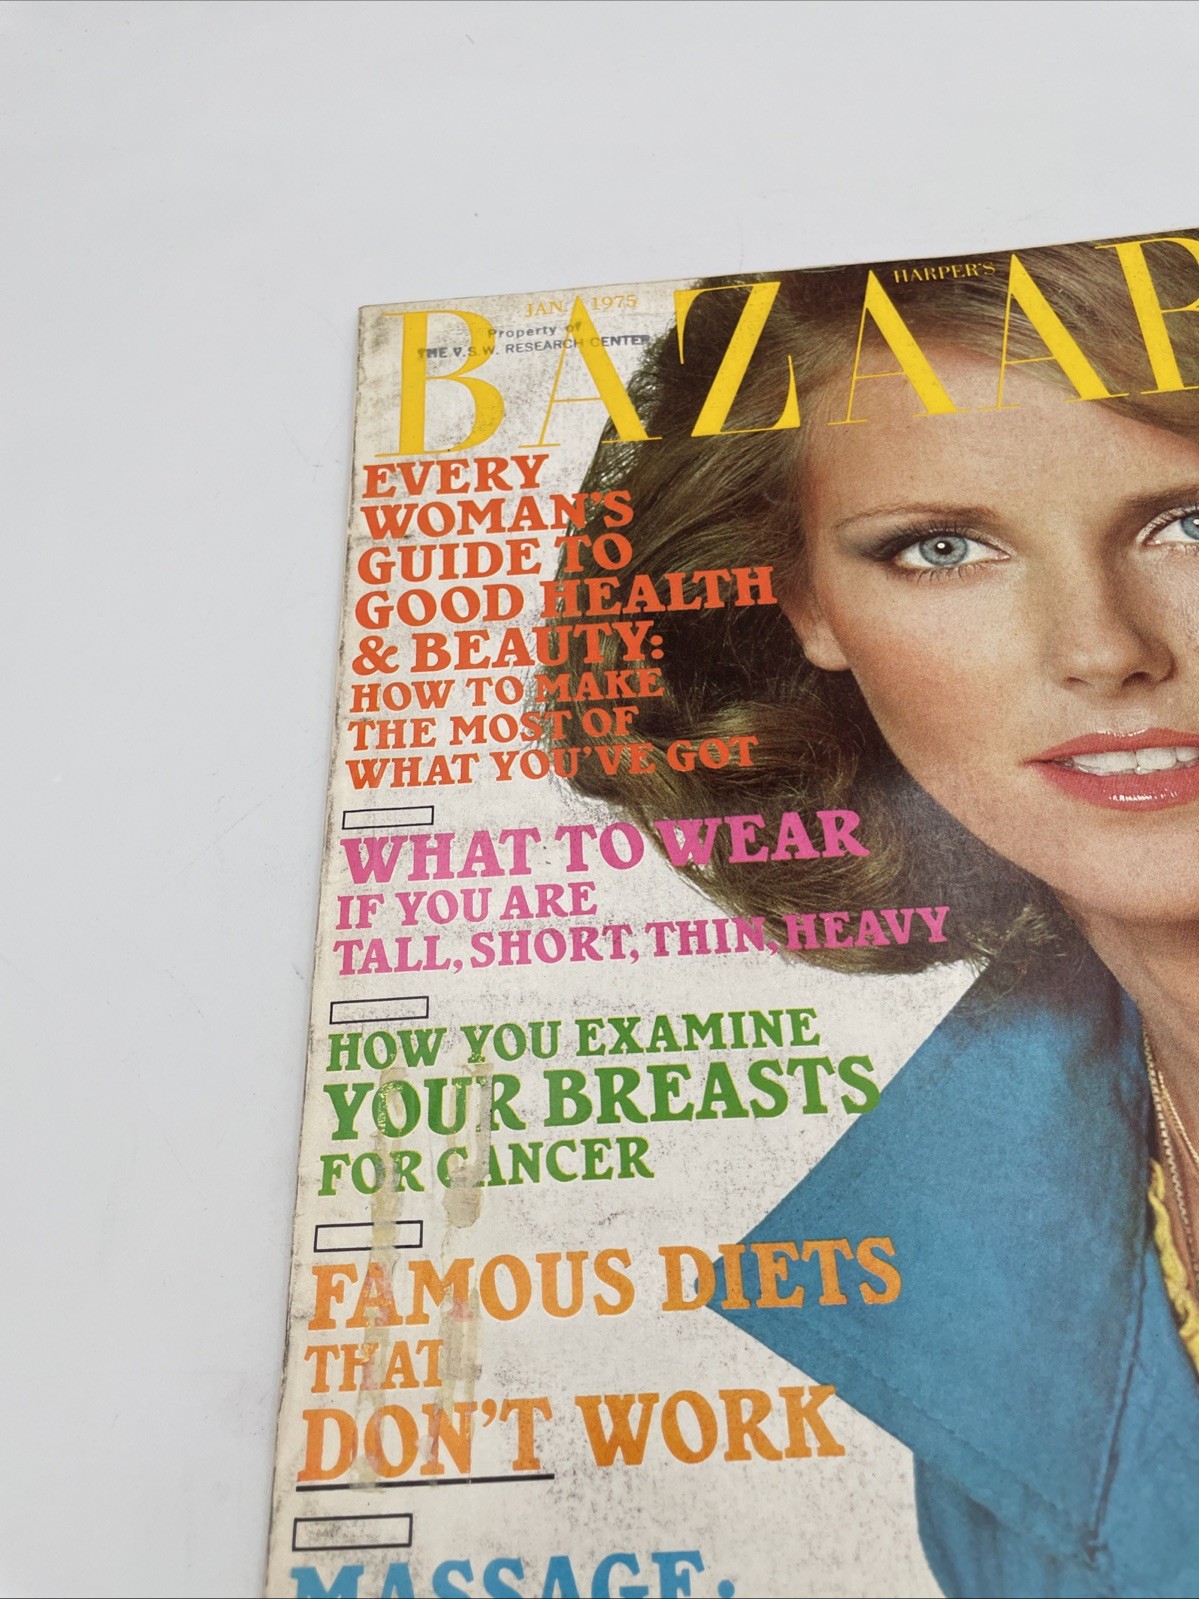 HARPER'S
BAZAAR
JAN. 1975
Property of
THE V.S.W. RESEARCH CENTER
EVERY
WOMAN'S
GUIDE TO
GOOD HEALTH
& BEAUTY:
HOW TO MAKE
THE MOST OF
WHAT YOU'VE GOT
WHAT TO WEAR
IF YOU ARE
TALL, SHORT, THIN, HEAVY
HOW YOU EXAMINE
YOUR BREASTS
FOR CANCER
FAMOUS DIETS
THAT
DON'T WORK
MASSAGE: